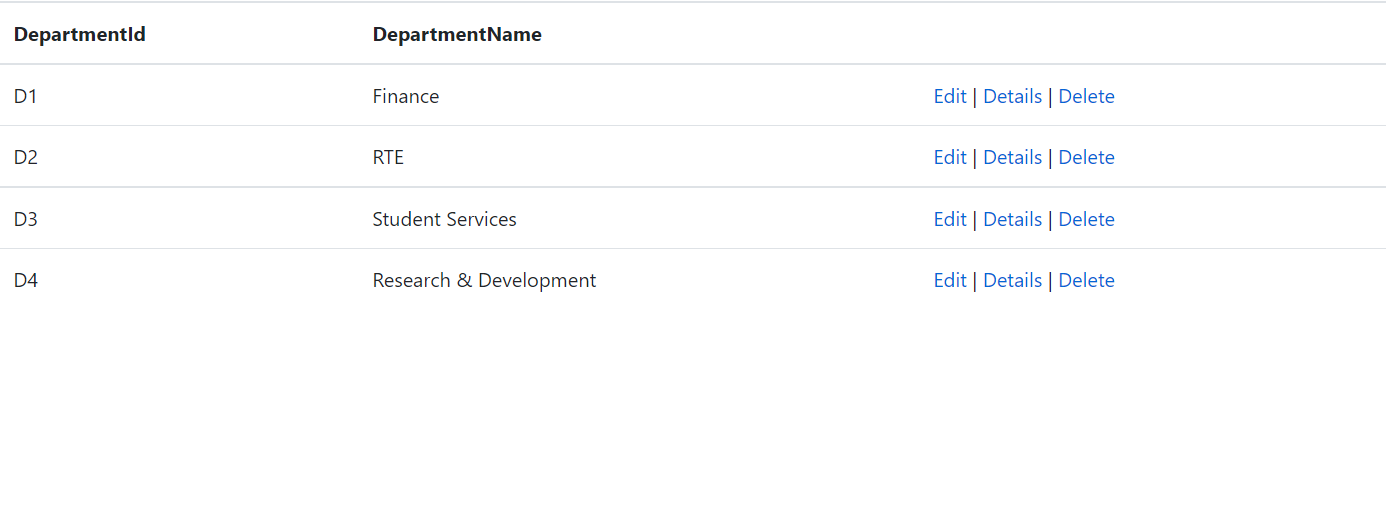 DepartmentId DepartmentName
D1 Finance Edit | Details | Delete
D2 RTE Edit | Details | Delete
D3 Student Services Edit | Details | Delete
D4 Research & Development Edit | Details | Delete